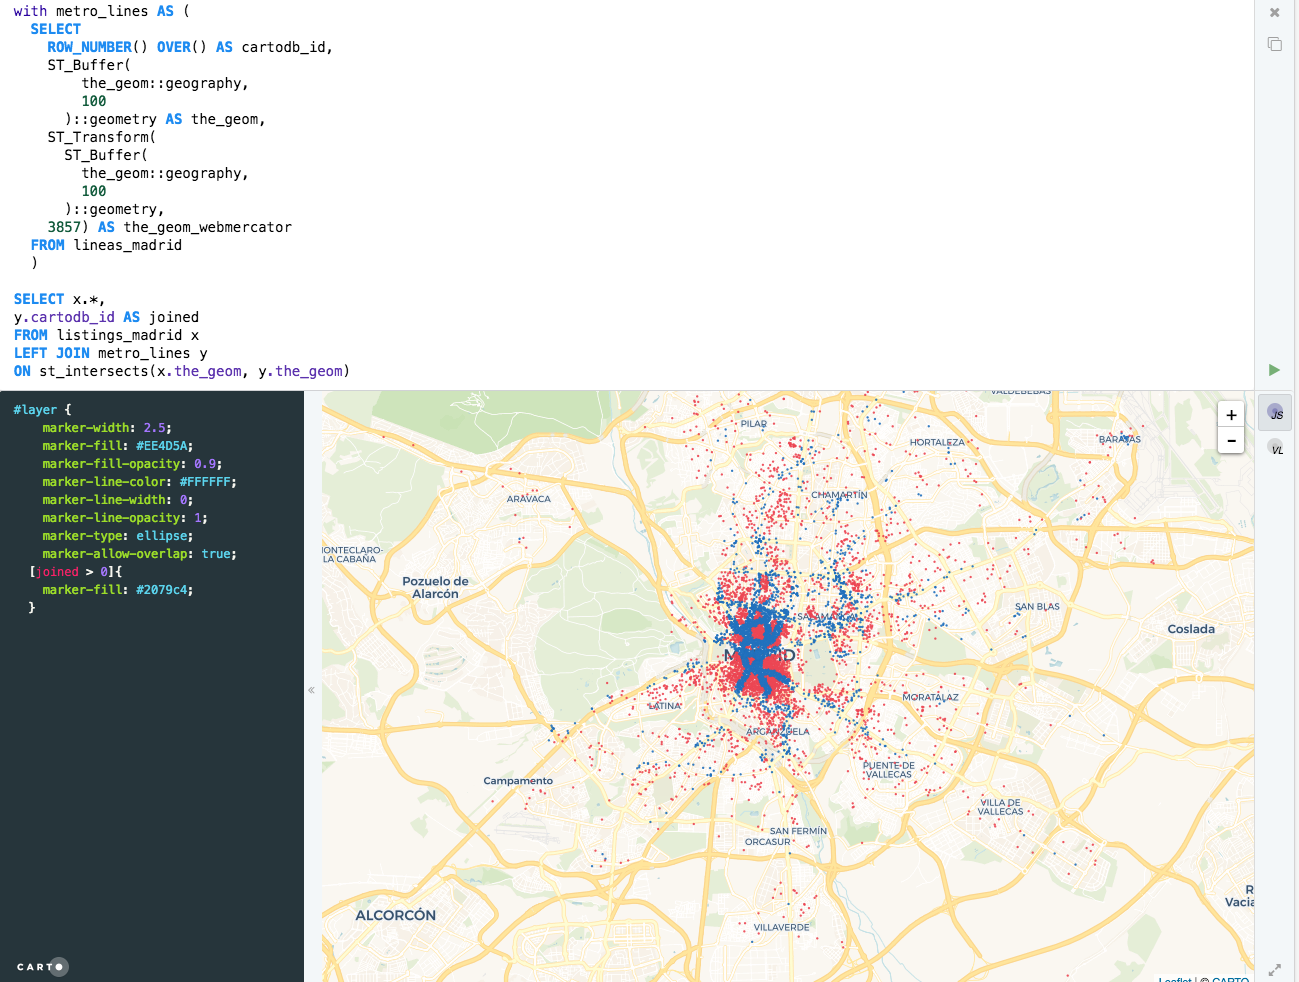 with metro_lines AS (
SELECT
ROW_NUMBER() OVER() AS cartodb_id,
ST_Buffer(
the_geom::geography,
100
)::geometry AS the_geom,
ST_Transform(
ST_Buffer(
the_geom::geography,
100
)::geometry,
3857) AS the_geom_webmercator
FROM lineas_madrid
)
SELECT x.*,
y.cartodb_id AS joined
FROM listings_madrid x
LEFT JOIN metro_lines y
ON st_intersects(x.the_geom, y.the_geom)
#layer {
marker-width: 2.5;
marker-fill: #EE4D5A;
marker-fill-opacity: 0.9;
marker-line-color: #FFFFFF;
marker-line-width: 0;
marker-line-opacity: 1;
marker-type: ellipse;
marker-allow-overlap: true;
[joined > 0]{
marker-fill: #2079c4;
}
CARTO
«
VALDEBEBAS
PILAR
HORTALEZA
BARAJAS
ARAVACA
CHAMARTÍN
MONTECLARO-
LA CABAÑA
Pozuelo de
Alarcón
SALAMANCA
SAN BLAS
Coslada
MADRID
LATINA
MORATALAZ
ARGANZUELA
PUENTE DE
VALLECAS
Campamento
VILLA DE
VALLECAS
SAN FERMÍN
ORCASUR
ALCORCÓN
VILLAVERDE
R
Vacia
+
-
JS
VL
Leaflet | © CARTO